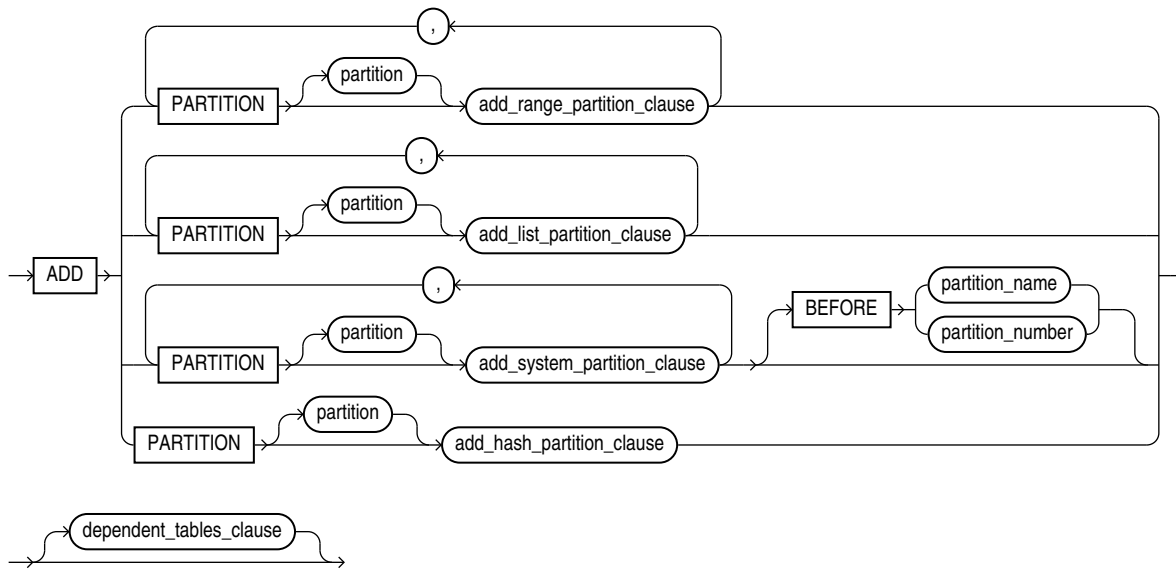 ,
partition
PARTITION add_range_partition_clause
,
partition
PARTITION add_list_partition_clause
ADD
,
partition_name
BEFORE
partition partition_number
PARTITION add_system_partition_clause
partition
PARTITION add_hash_partition_clause
dependent_tables_clause